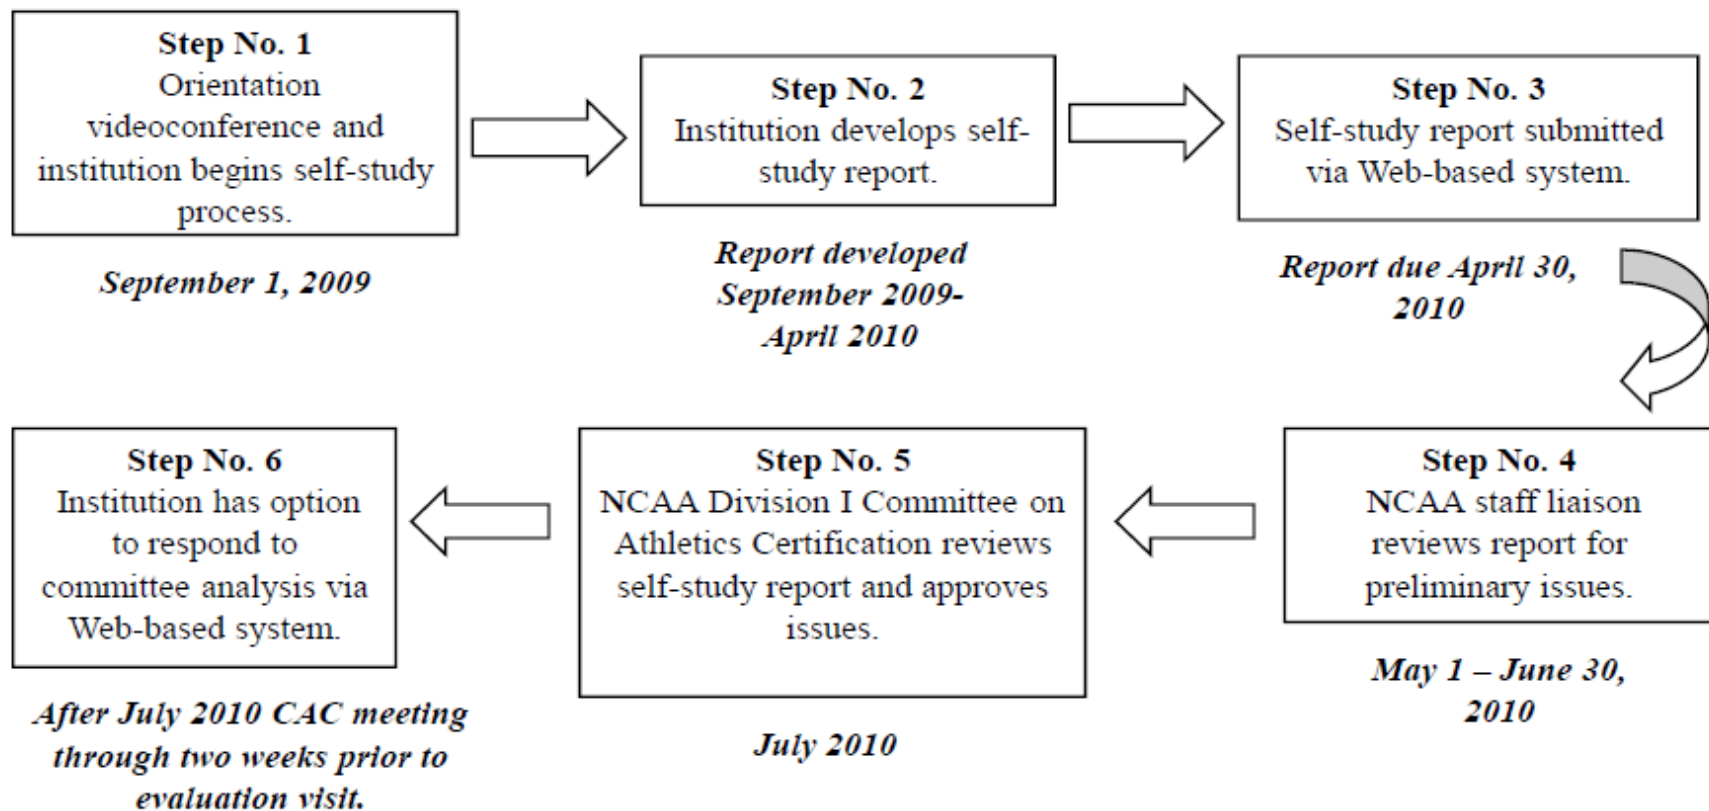 Step No. 1
Orientation
videoconference and
institution begins self-study
process.
September 1, 2009
Step No. 2
Institution develops self-
study report.
Report developed
September 2009-
April 2010
Step No. 3
Self-study report submitted
via Web-based system.
Report due April 30,
2010
Step No. 4
NCAA staff liaison
reviews report for
preliminary issues.
May 1 – June 30,
2010
Step No. 5
NCAA Division I Committee on
Athletics Certification reviews
self-study report and approves
issues.
July 2010
Step No. 6
Institution has option
to respond to
committee analysis via
Web-based system.
After July 2010 CAC meeting
through two weeks prior to
evaluation visit.